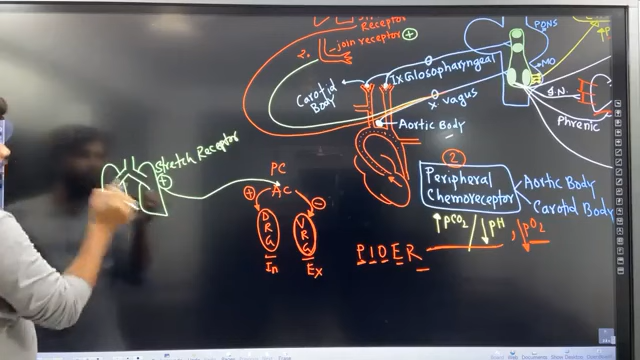 Receptor
2.
join receptor +
PONS
MO
IX Glosopharyngeal
Carotid
Body
X vagus
Aortic Body
Phrenic
Stretch Receptor
+
PC
AC
+
−
DRG
VRG
In
Ex
2
Peripheral
Chemoreceptor
Aortic Body
Carotid Body
↑ PCO2 / ↓ pH , / ↓ pO2
PIDER